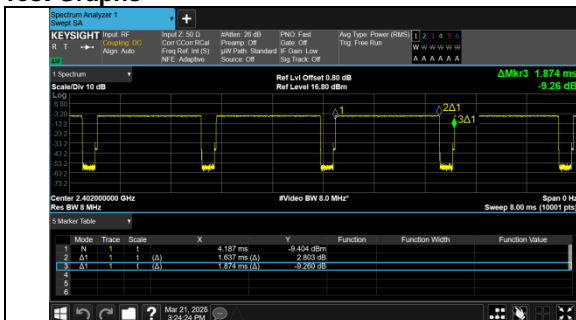 Test Graphs
Spectrum Analyzer 1
Swept SA
+
KEYSIGHT Input: RF Input Z: 50 Ω #Atten: 26 dB PNO: Fast Avg Type: Power (RMS) 1 2 3 4 5 6
R T Coupling: DC Corr CCorr RCal Preamp: Off Gate: Off Trig: Free Run W W W W W W
Align: Auto Freq Ref: Int (S) µW Path: Standard IF Gain: Low A A A A A A
LW NFE: Adaptive Source: Off Sig Track: Off
1 Spectrum Ref Lvl Offset 0.80 dB ΔMkr3 1.874 ms
Scale/Div 10 dB Ref Level 16.80 dBm -9.26 dB
Log
6.80
-3.20
-13.2
-23.2
-33.2
-43.2
-53.2
-63.2
-73.2
1
2Δ1
3Δ1
Center 2.402000000 GHz #Video BW 8.0 MHz* Span 0 Hz
Res BW 8 MHz Sweep 8.00 ms (10001 pts)
5 Marker Table
Mode Trace Scale X Y Function Function Width Function Value
1 N 1 t 4.187 ms -9.404 dBm
2 Δ1 1 t (Δ) 1.637 ms (Δ) 2.803 dB
3 Δ1 1 t (Δ) 1.874 ms (Δ) -9.260 dB
4
5
6
? Mar 21, 2025
3:24:24 PM